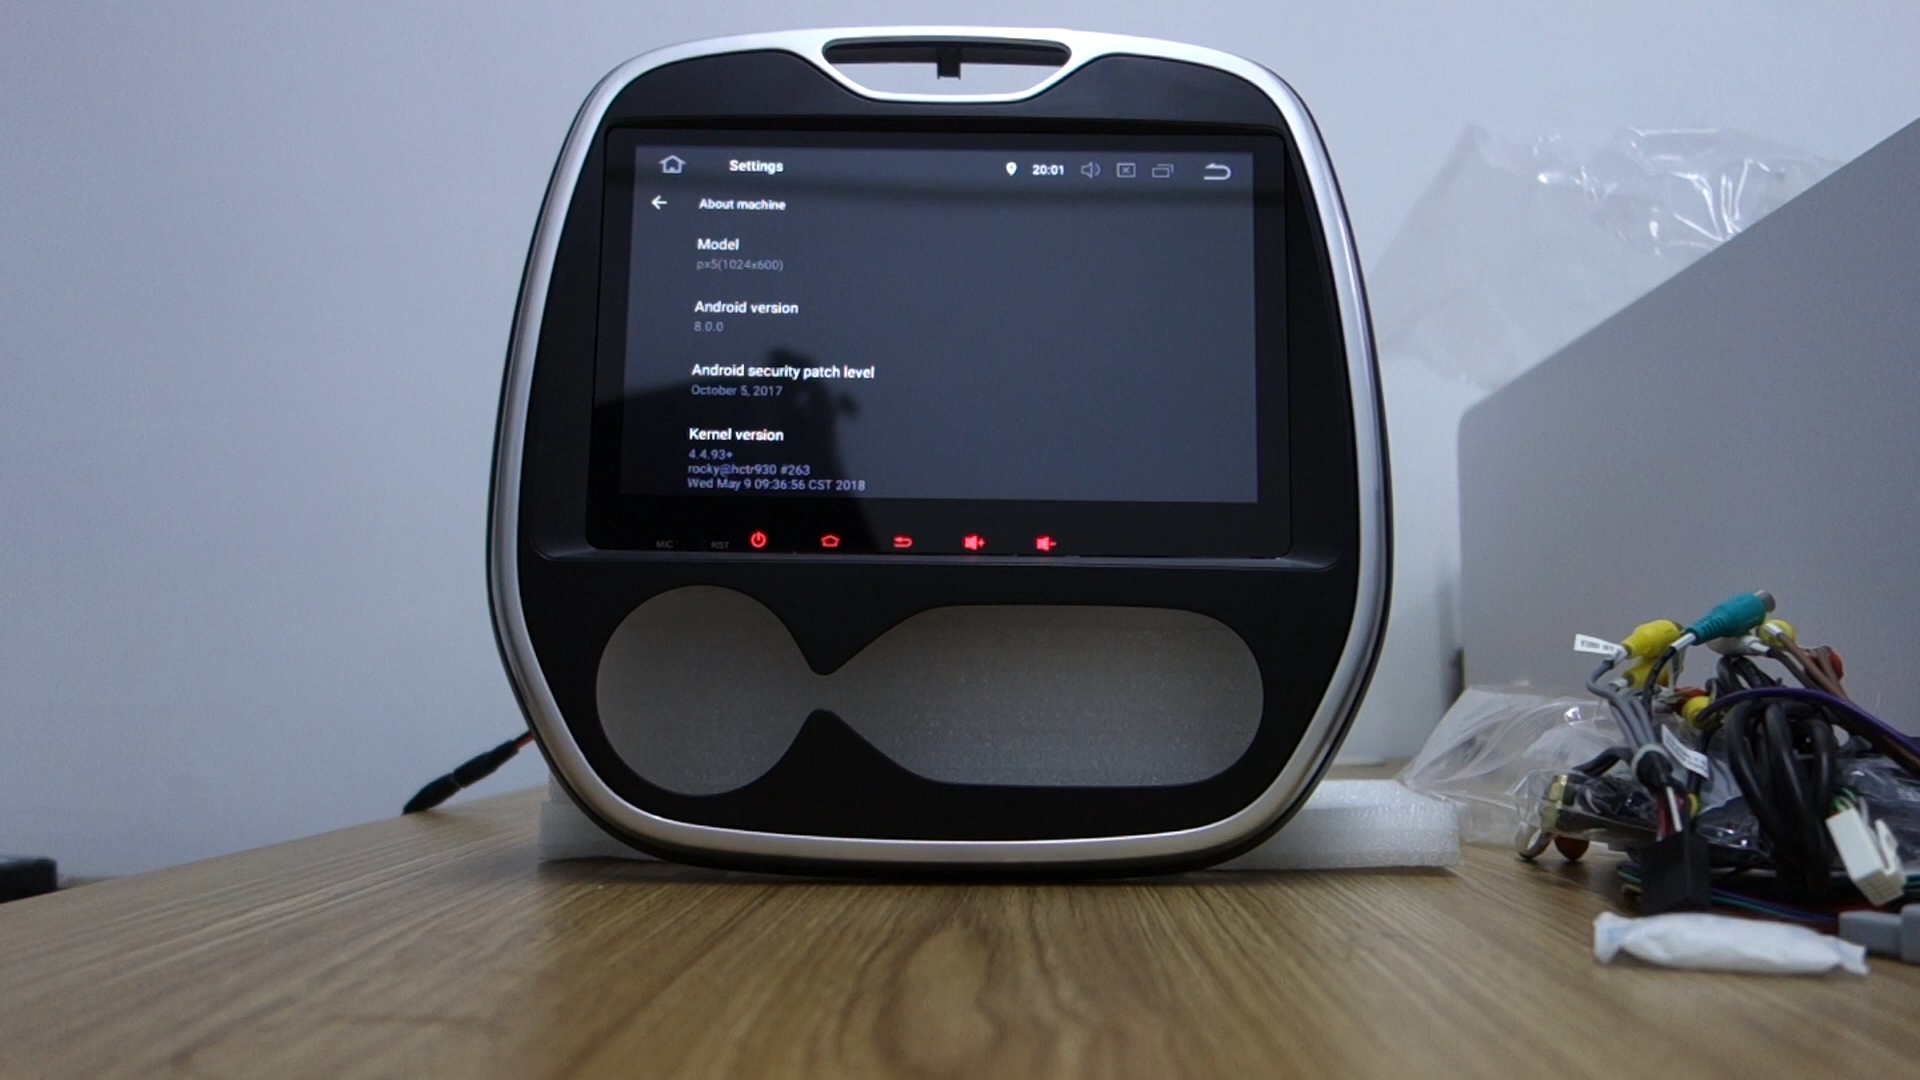 Settings
20:01
About machine
Model
px5(1024x600)
Android version
8.0.0
Android security patch level
October 5, 2017
Kernel version
4.4.93+
rocky@hctr930 #263
Wed May 9 09:36:56 CST 2018
MIC
RST